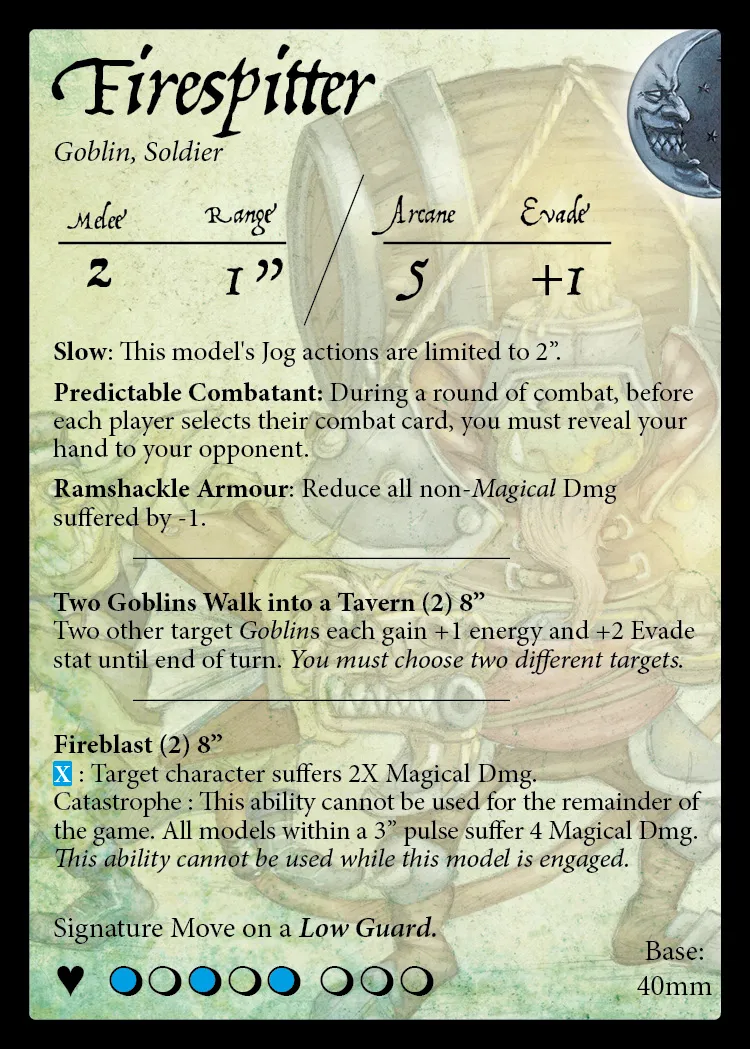 Firespitter
Goblin, Soldier
Melee Range Arcane Evade
2 1” 5 +1
Slow: This model's Jog actions are limited to 2”.
Predictable Combatant: During a round of combat, before
each player selects their combat card, you must reveal your
hand to your opponent.
Ramshackle Armour: Reduce all non-Magical Dmg
suffered by -1.
Two Goblins Walk into a Tavern (2) 8”
Two other target Goblins each gain +1 energy and +2 Evade
stat until end of turn. You must choose two different targets.
Fireblast (2) 8”
X : Target character suffers 2X Magical Dmg.
Catastrophe : This ability cannot be used for the remainder of
the game. All models within a 3” pulse suffer 4 Magical Dmg.
This ability cannot be used while this model is engaged.
Signature Move on a Low Guard.
Base:
40mm